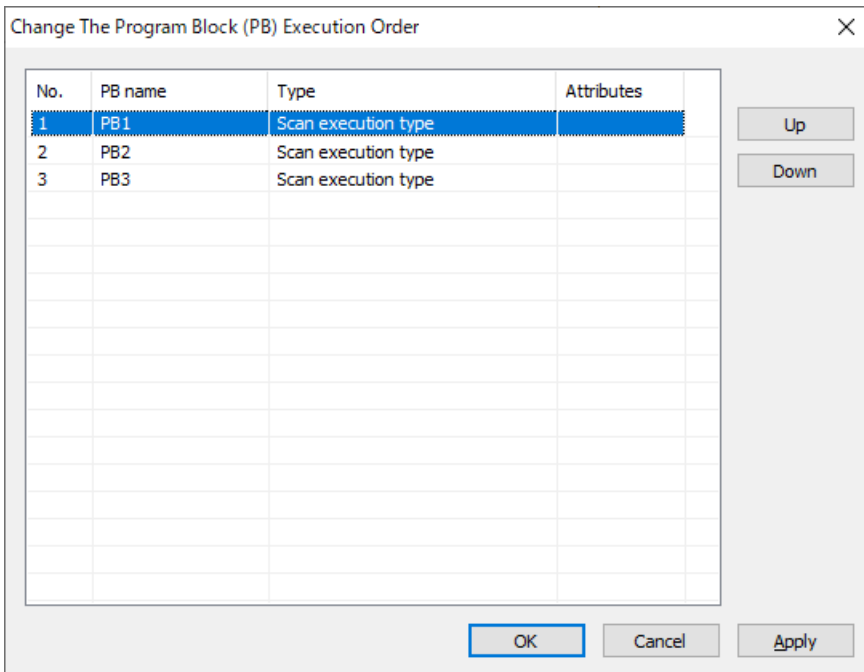 Change The Program Block (PB) Execution Order
No. PB name Type Attributes
1 PB1 Scan execution type
2 PB2 Scan execution type
3 PB3 Scan execution type
Up
Down
OK Cancel Apply